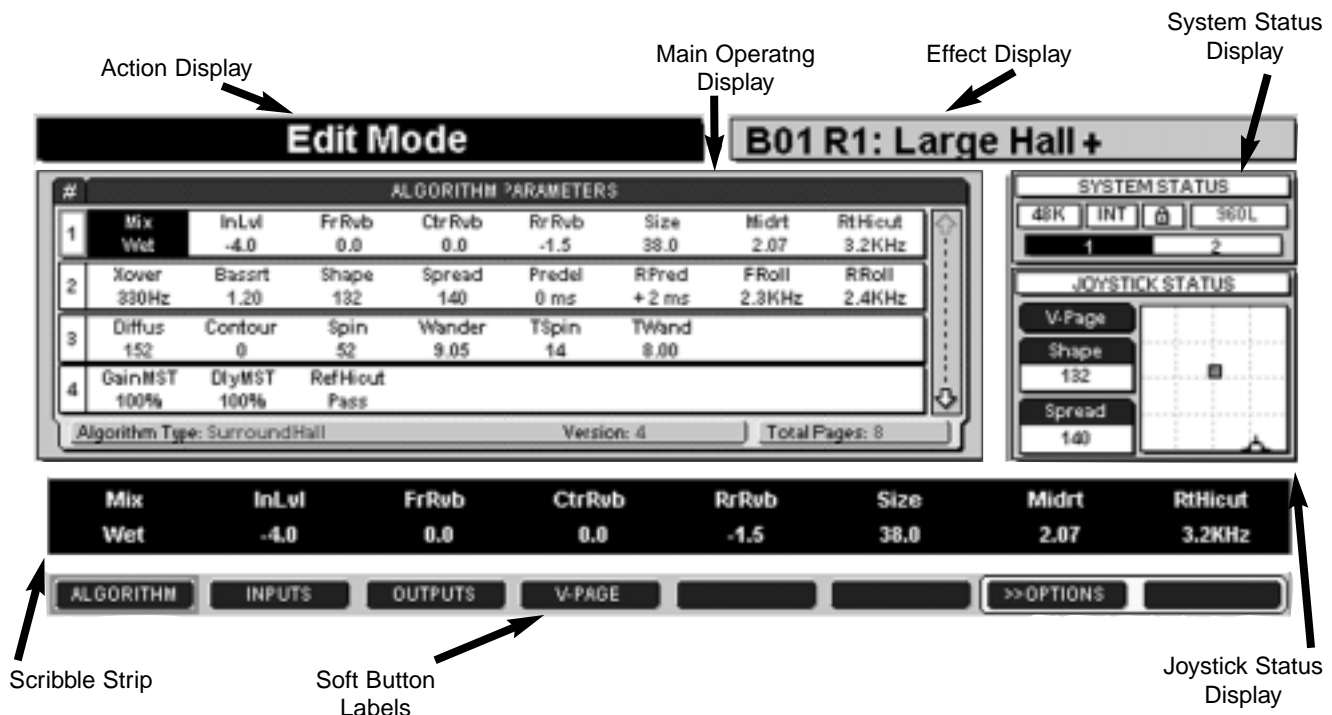 System Status
Display
Main Operatng
Display
Effect Display
Action Display
Edit Mode
B01 R1: Large Hall +
# ALGORITHM PARAMETERS
1 Mix InLvl FrRvb CtrRvb RrRvb Size Midrt RtHicut
Wet -4.0 0.0 0.0 -1.5 38.0 2.07 3.2KHz
2 Xover Bassrt Shape Spread Predel RPred FRoll RRoll
330Hz 1.20 132 140 0 ms +2 ms 2.3KHz 2.4KHz
3 Diffus Contour Spin Wander TSpin TWand
152 0 52 9.05 14 8.00
4 GainMST DlyMST RefHicut
100% 100% Pass
Algorithm Type: SurroundHall Version: 4 Total Pages: 8
SYSTEM STATUS
48K INT 960L
1 2
JOYSTICK STATUS
V-Page
Shape
132
Spread
140
Mix InLvl FrRvb CtrRvb RrRvb Size Midrt RtHicut
Wet -4.0 0.0 0.0 -1.5 38.0 2.07 3.2KHz
ALGORITHM INPUTS OUTPUTS V-PAGE >>OPTIONS
Scribble Strip
Soft Button
Labels
Joystick Status
Display